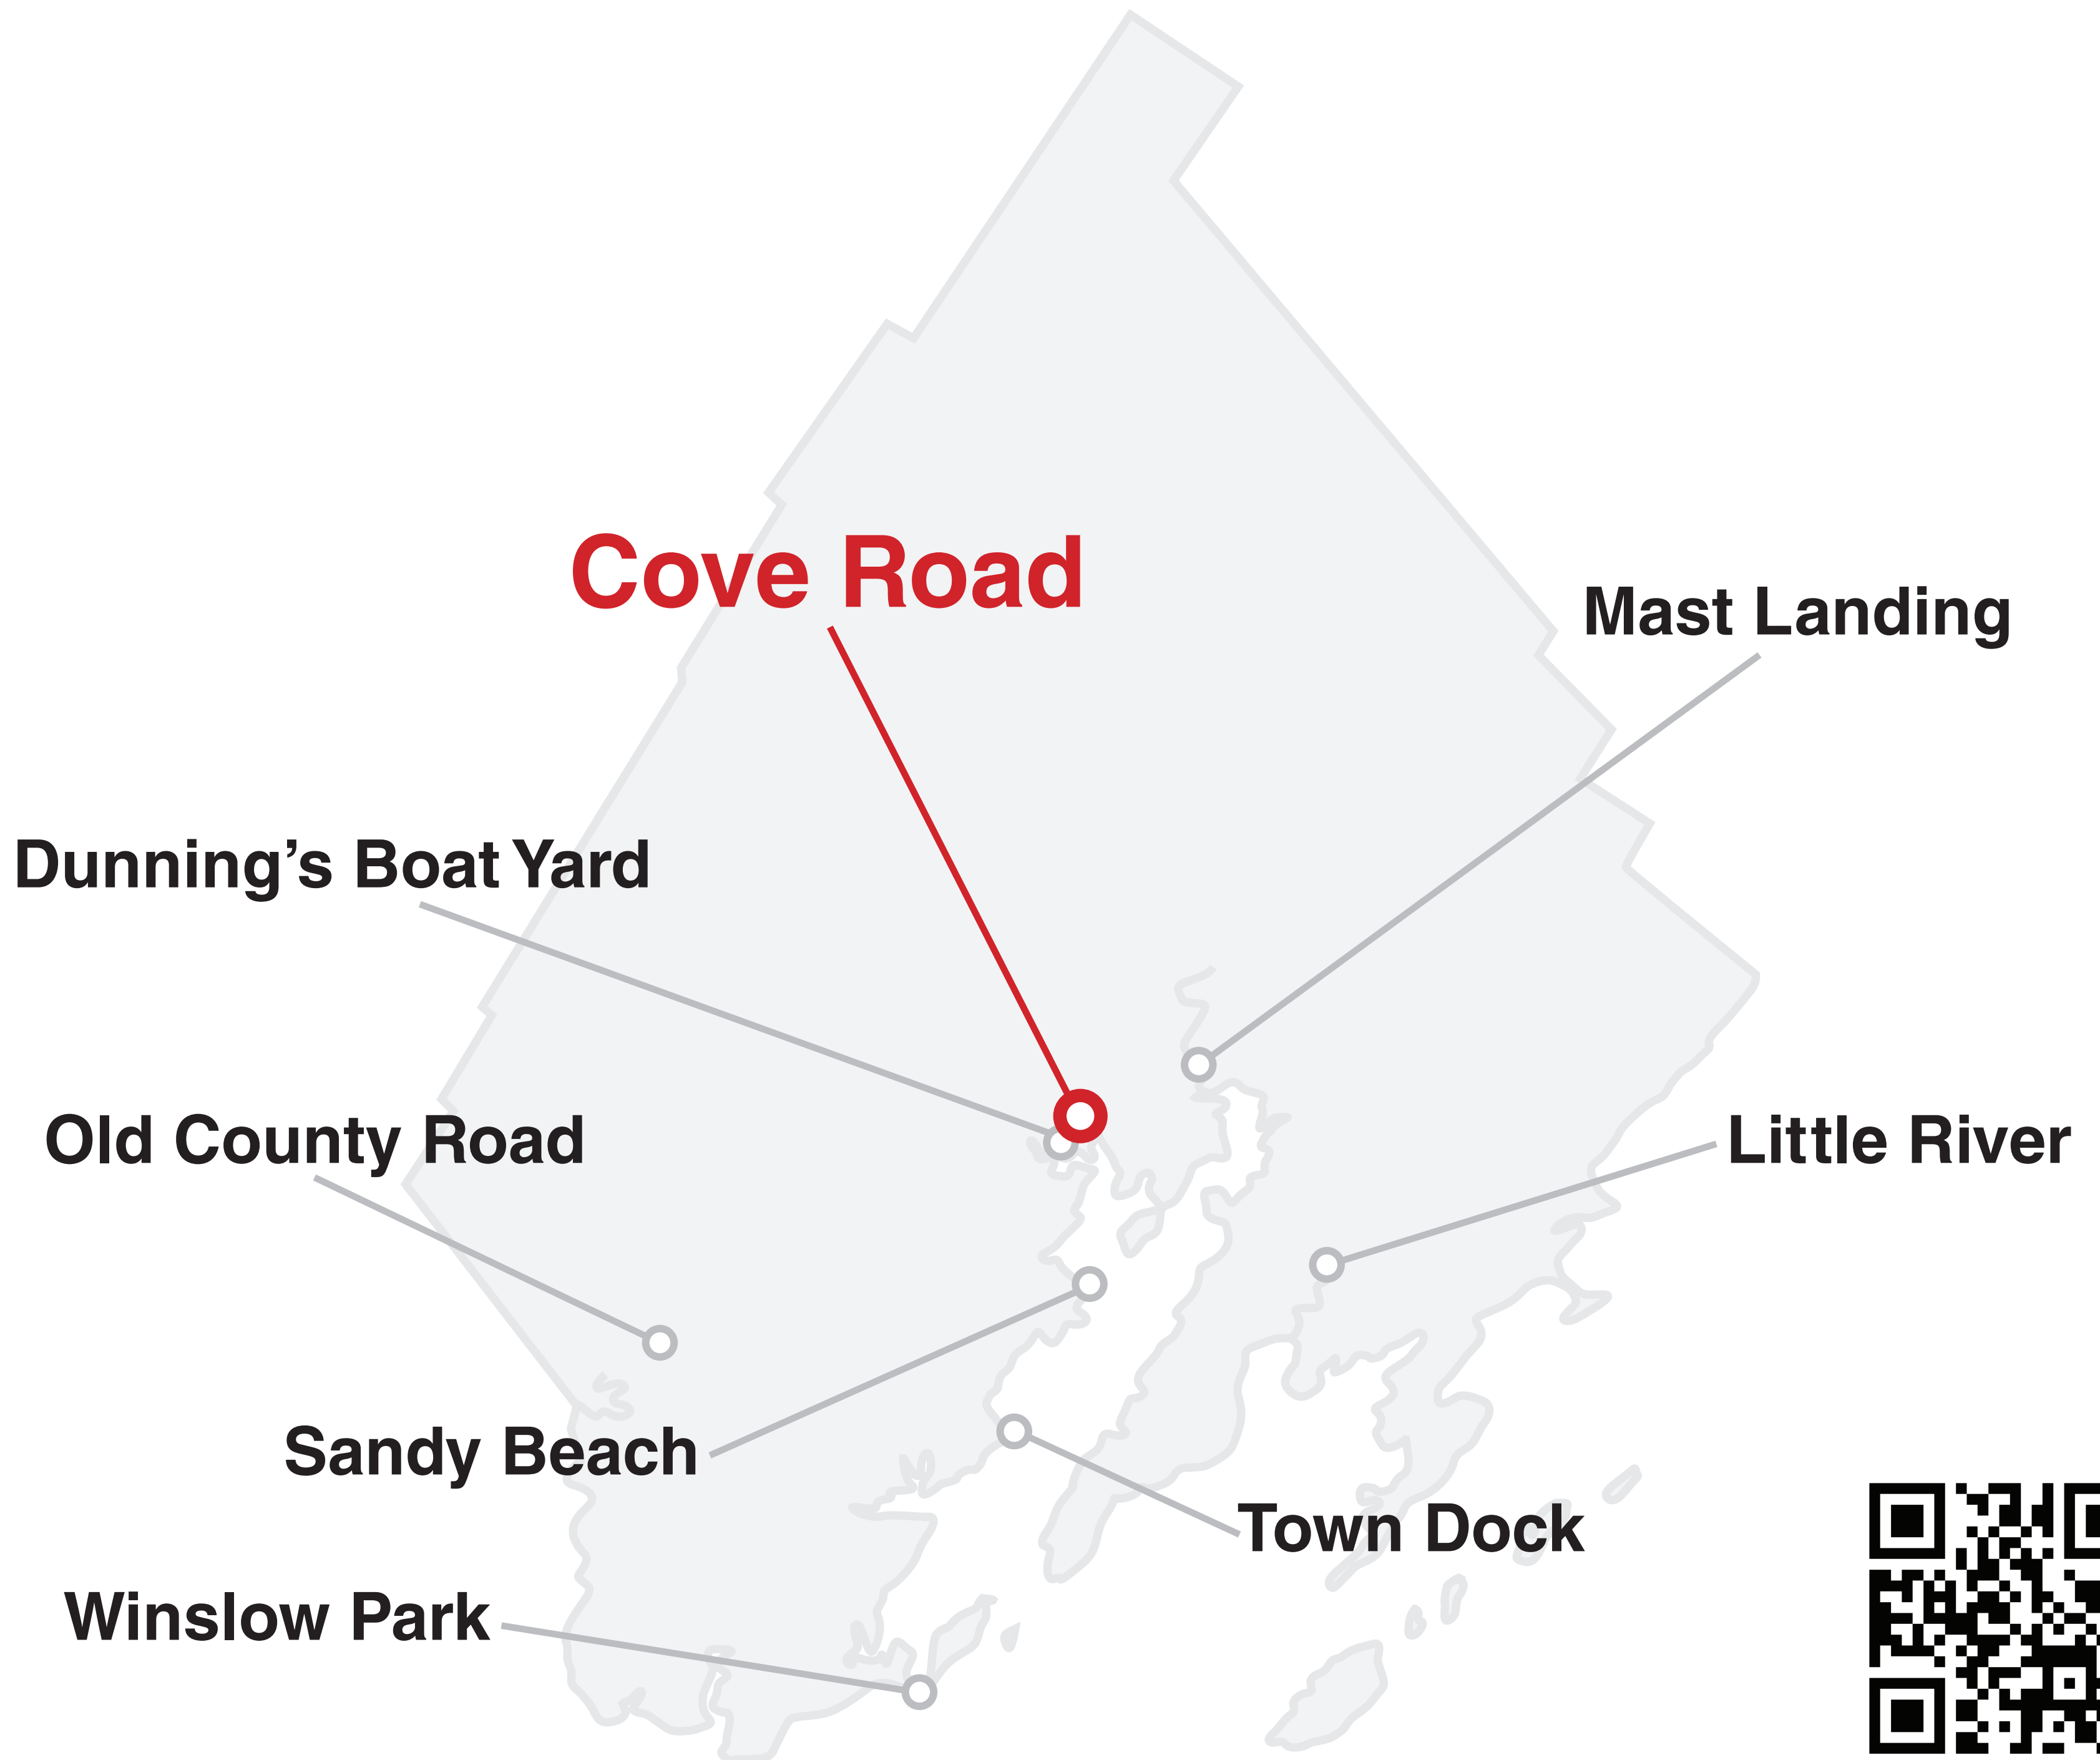 Cove Road
Mast Landing
Dunning's Boat Yard
Old County Road
Little River
Sandy Beach
Town Dock
Winslow Park